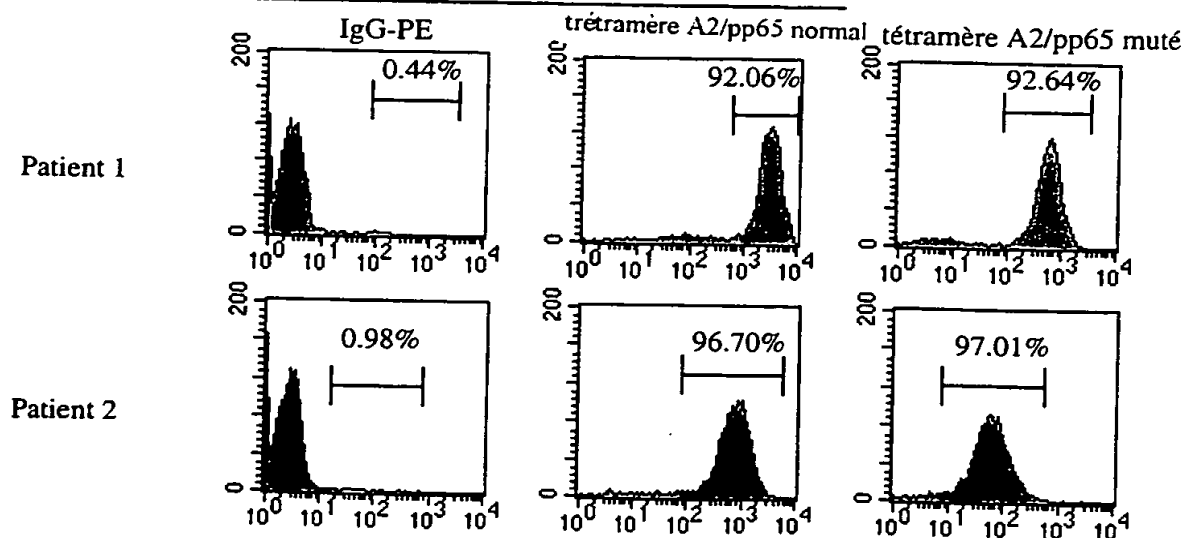 IgG-PE
trétramère A2/pp65 normal
tétramère A2/pp65 muté
Patient 1
200
0.44%
0
10⁰ 10¹ 10² 10³ 10⁴
200
92.06%
0
10⁰ 10¹ 10² 10³ 10⁴
200
92.64%
0
10⁰ 10¹ 10² 10³ 10⁴
Patient 2
200
0.98%
0
10⁰ 10¹ 10² 10³ 10⁴
200
96.70%
0
10⁰ 10¹ 10² 10³ 10⁴
200
97.01%
0
10⁰ 10¹ 10² 10³ 10⁴